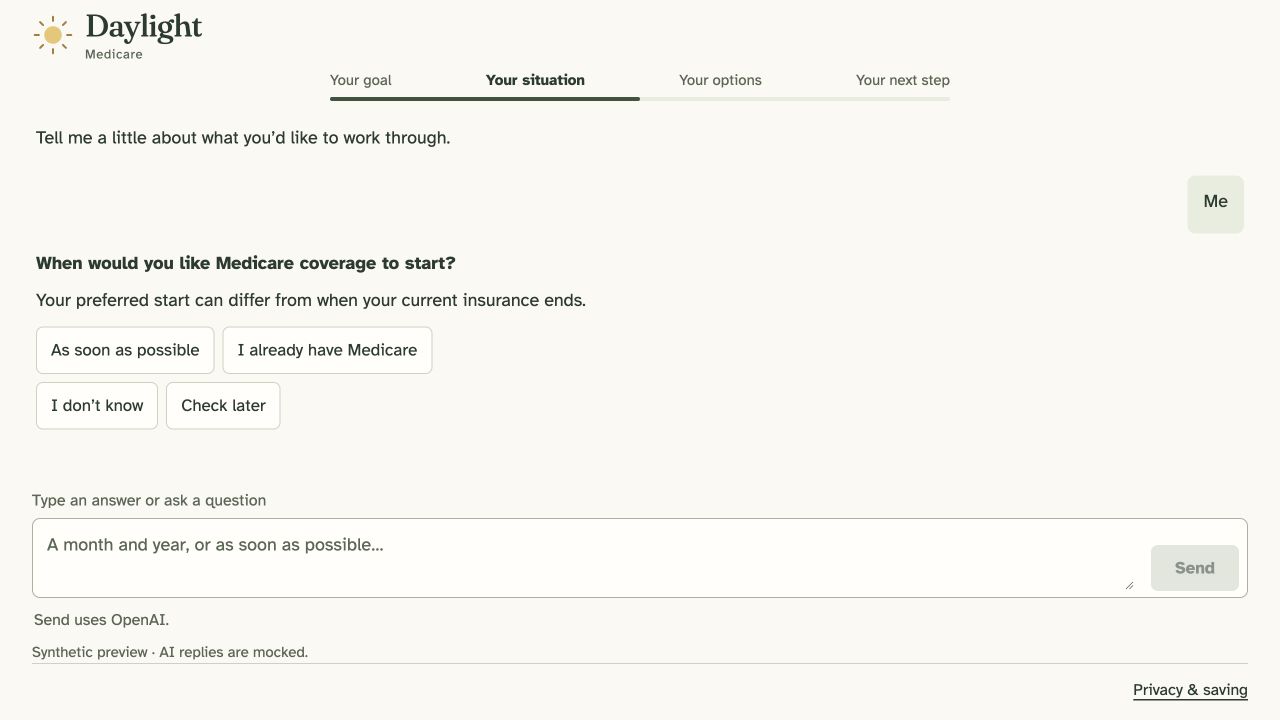 Daylight
Medicare
Your goal
Your situation
Your options
Your next step
Tell me a little about what you’d like to work through.
Me
When would you like Medicare coverage to start?
Your preferred start can differ from when your current insurance ends.
As soon as possible
I already have Medicare
I don’t know
Check later
Type an answer or ask a question
A month and year, or as soon as possible…
Send
Send uses OpenAI.
Synthetic preview · AI replies are mocked.
Privacy & saving